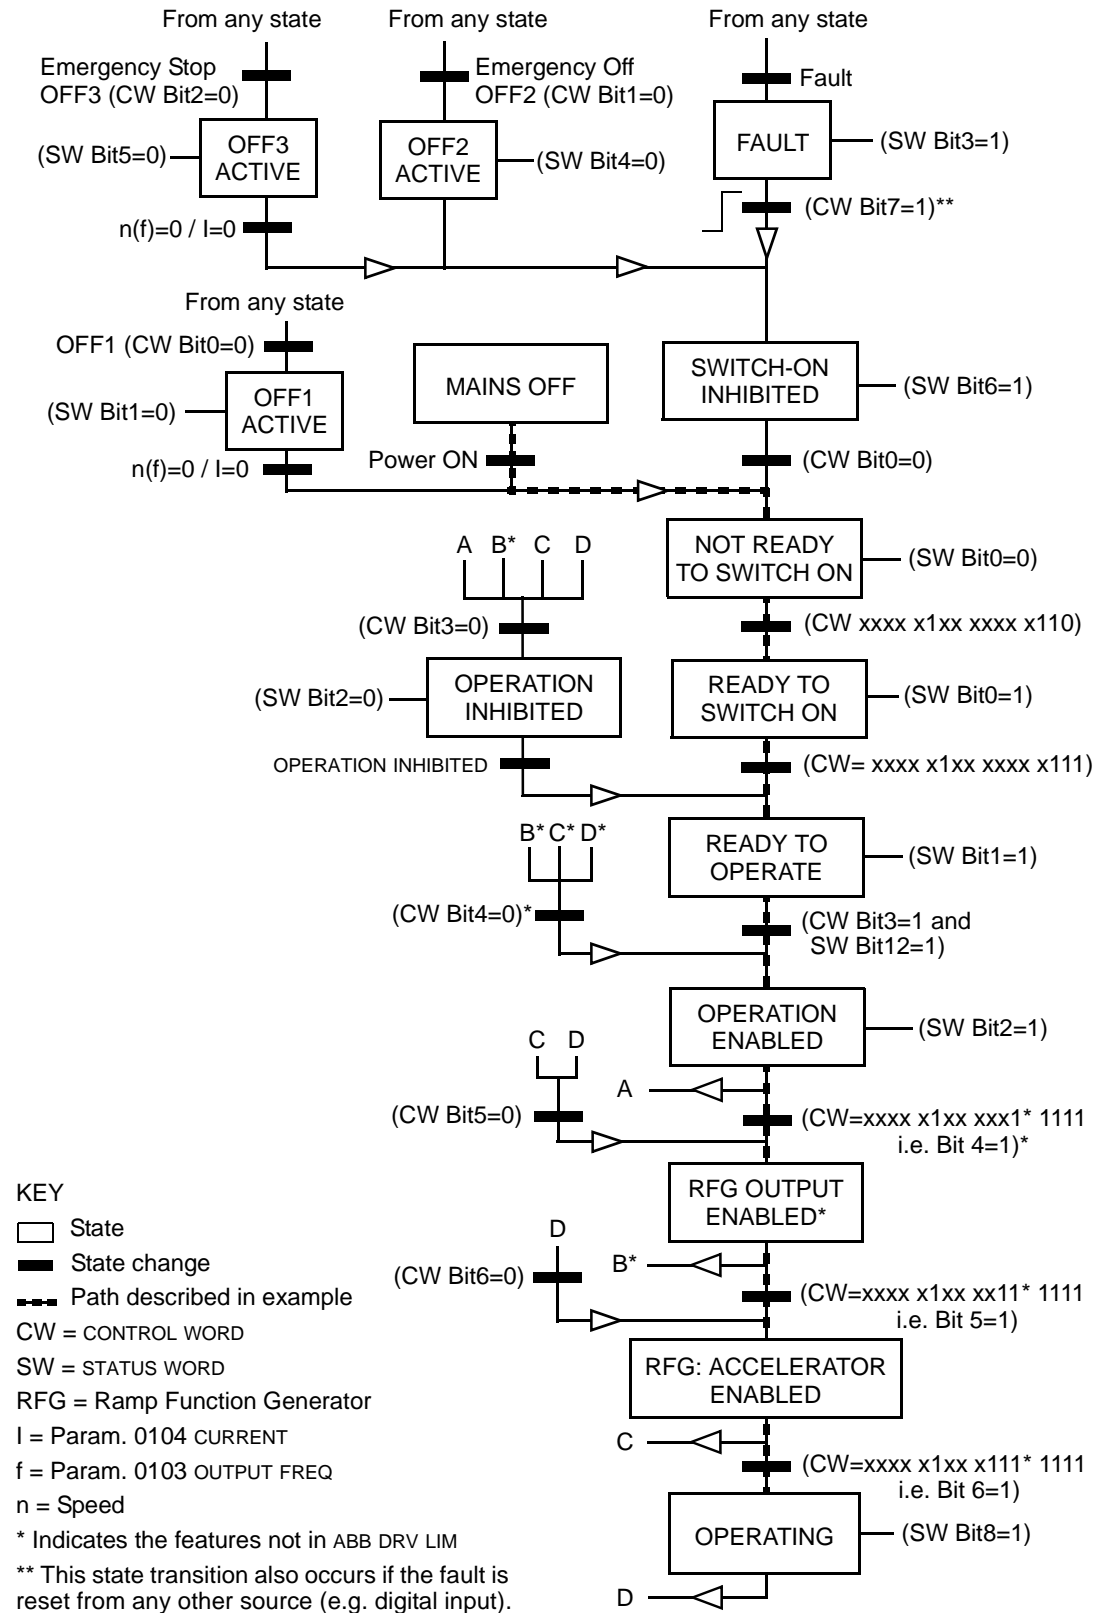 From any state
From any state
From any state
Emergency Stop
OFF3 (CW Bit2=0)
Emergency Off
OFF2 (CW Bit1=0)
Fault
(SW Bit5=0)
OFF3
ACTIVE
OFF2
ACTIVE
(SW Bit4=0)
FAULT
(SW Bit3=1)
n(f)=0 / I=0
(CW Bit7=1)**
From any state
OFF1 (CW Bit0=0)
(SW Bit1=0)
OFF1
ACTIVE
MAINS OFF
SWITCH-ON
INHIBITED
(SW Bit6=1)
n(f)=0 / I=0
Power ON
(CW Bit0=0)
A B* C D
NOT READY
TO SWITCH ON
(SW Bit0=0)
(CW Bit3=0)
(CW xxxx x1xx xxxx x110)
(SW Bit2=0)
OPERATION
INHIBITED
READY TO
SWITCH ON
(SW Bit0=1)
OPERATION INHIBITED
(CW= xxxx x1xx xxxx x111)
B* C* D*
READY TO
OPERATE
(SW Bit1=1)
(CW Bit4=0)*
(CW Bit3=1 and
SW Bit12=1)
OPERATION
ENABLED
(SW Bit2=1)
C D
A
(CW Bit5=0)
(CW=xxxx x1xx xxx1* 1111
i.e. Bit 4=1)*
RFG OUTPUT
ENABLED*
D
B*
(CW Bit6=0)
(CW=xxxx x1xx xx11* 1111
i.e. Bit 5=1)
RFG: ACCELERATOR
ENABLED
C
(CW=xxxx x1xx x111* 1111
i.e. Bit 6=1)
OPERATING
(SW Bit8=1)
D
KEY
State
State change
Path described in example
CW = CONTROL WORD
SW = STATUS WORD
RFG = Ramp Function Generator
I = Param. 0104 CURRENT
f = Param. 0103 OUTPUT FREQ
n = Speed
* Indicates the features not in ABB DRV LIM
** This state transition also occurs if the fault is
reset from any other source (e.g. digital input).